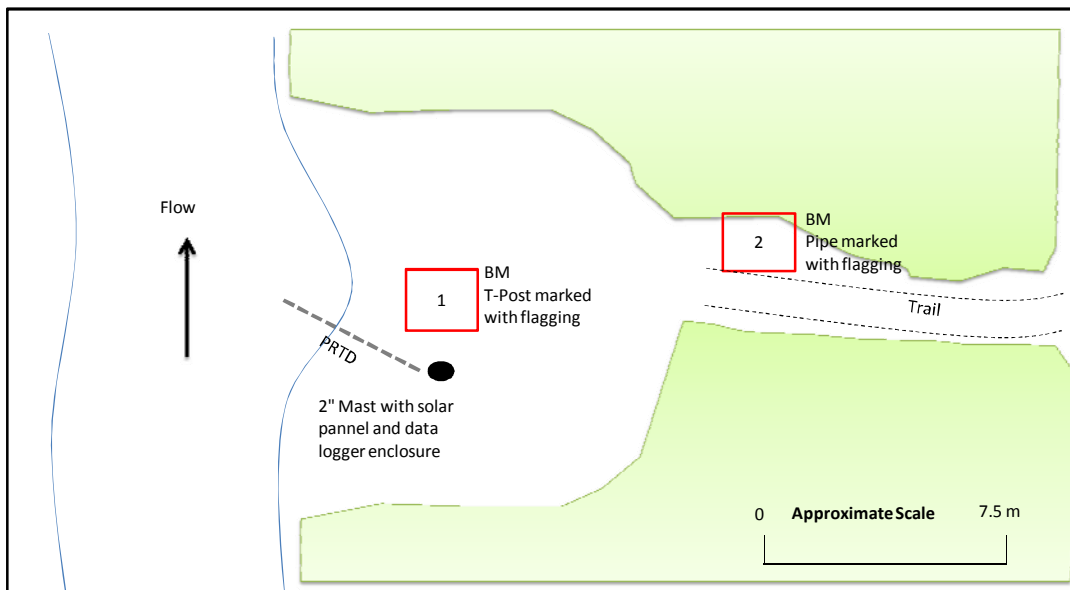 Flow
1
BM
T-Post marked
with flagging
2
BM
Pipe marked
with flagging
Trail
PRTD
2" Mast with solar
pannel and data
logger enclosure
0 Approximate Scale 7.5 m